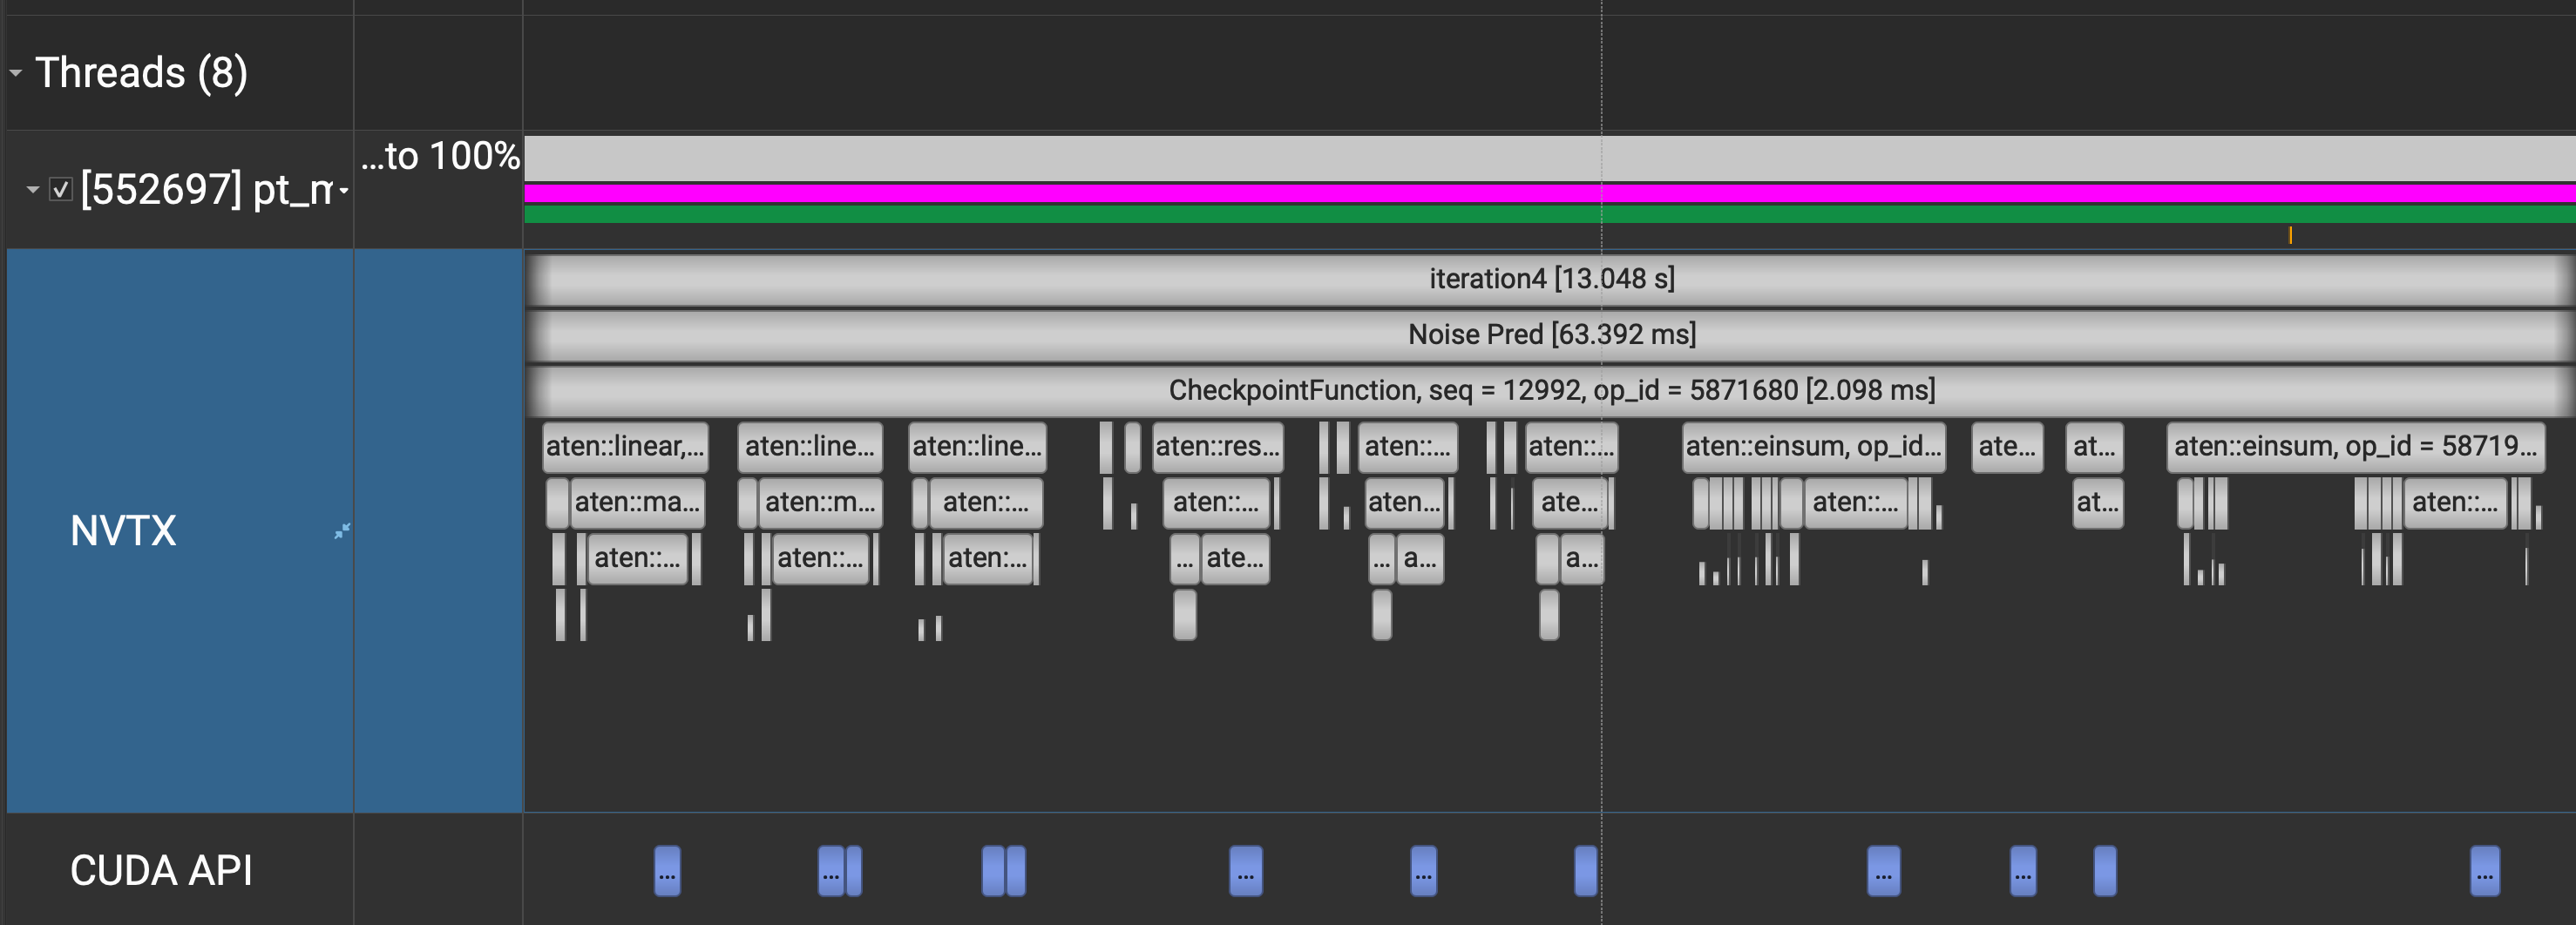 Threads (8)
...to 100%
[552697] pt_m
iteration4 [13.048 s]
Noise Pred [63.392 ms]
CheckpointFunction, seq = 12992, op_id = 5871680 [2.098 ms]
aten::linear,... aten::line... aten::line... aten::res... aten::... aten::... aten::einsum, op_id... ate... at... aten::einsum, op_id = 58719...
aten::ma... aten::m... aten::... aten::... aten... ate... aten::... at... aten::...
aten::... aten::... aten:... ... ate... ... a... a...
NVTX
CUDA API
... ... ... ... ... ... ...